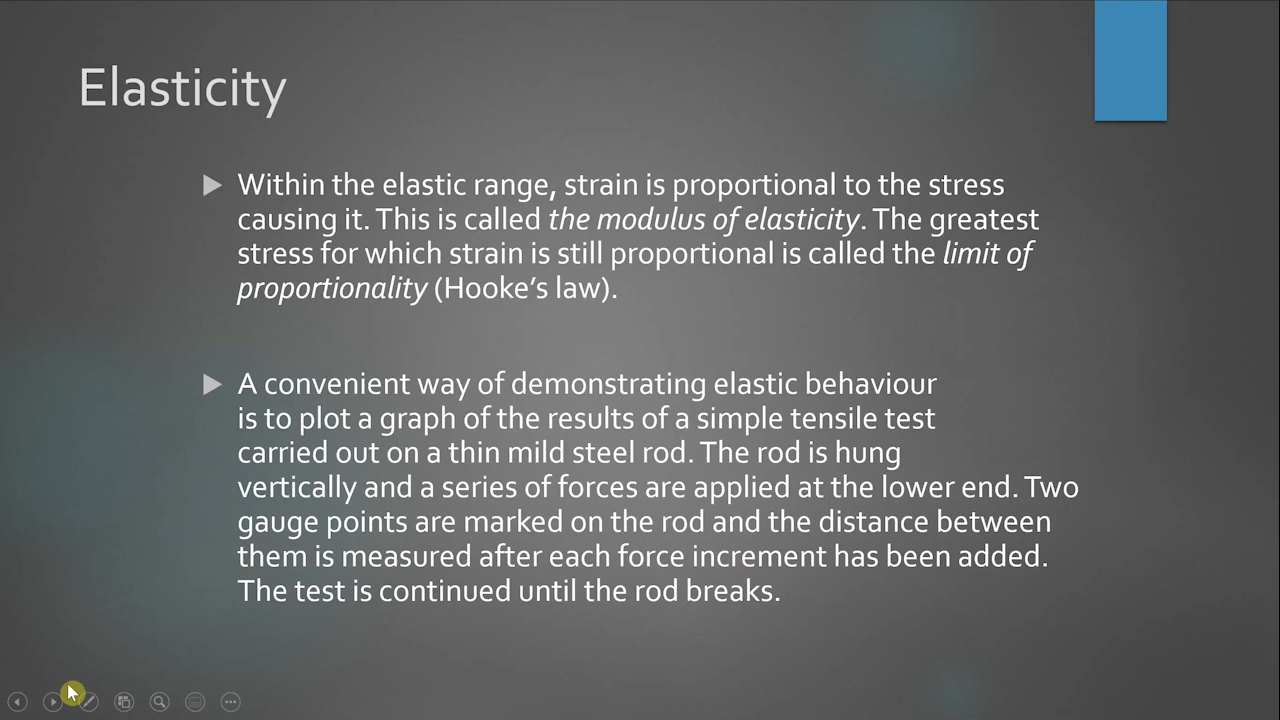 Elasticity
Within the elastic range, strain is proportional to the stress
causing it. This is called the modulus of elasticity. The greatest
stress for which strain is still proportional is called the limit of
proportionality (Hooke’s law).
A convenient way of demonstrating elastic behaviour
is to plot a graph of the results of a simple tensile test
carried out on a thin mild steel rod. The rod is hung
vertically and a series of forces are applied at the lower end. Two
gauge points are marked on the rod and the distance between
them is measured after each force increment has been added.
The test is continued until the rod breaks.